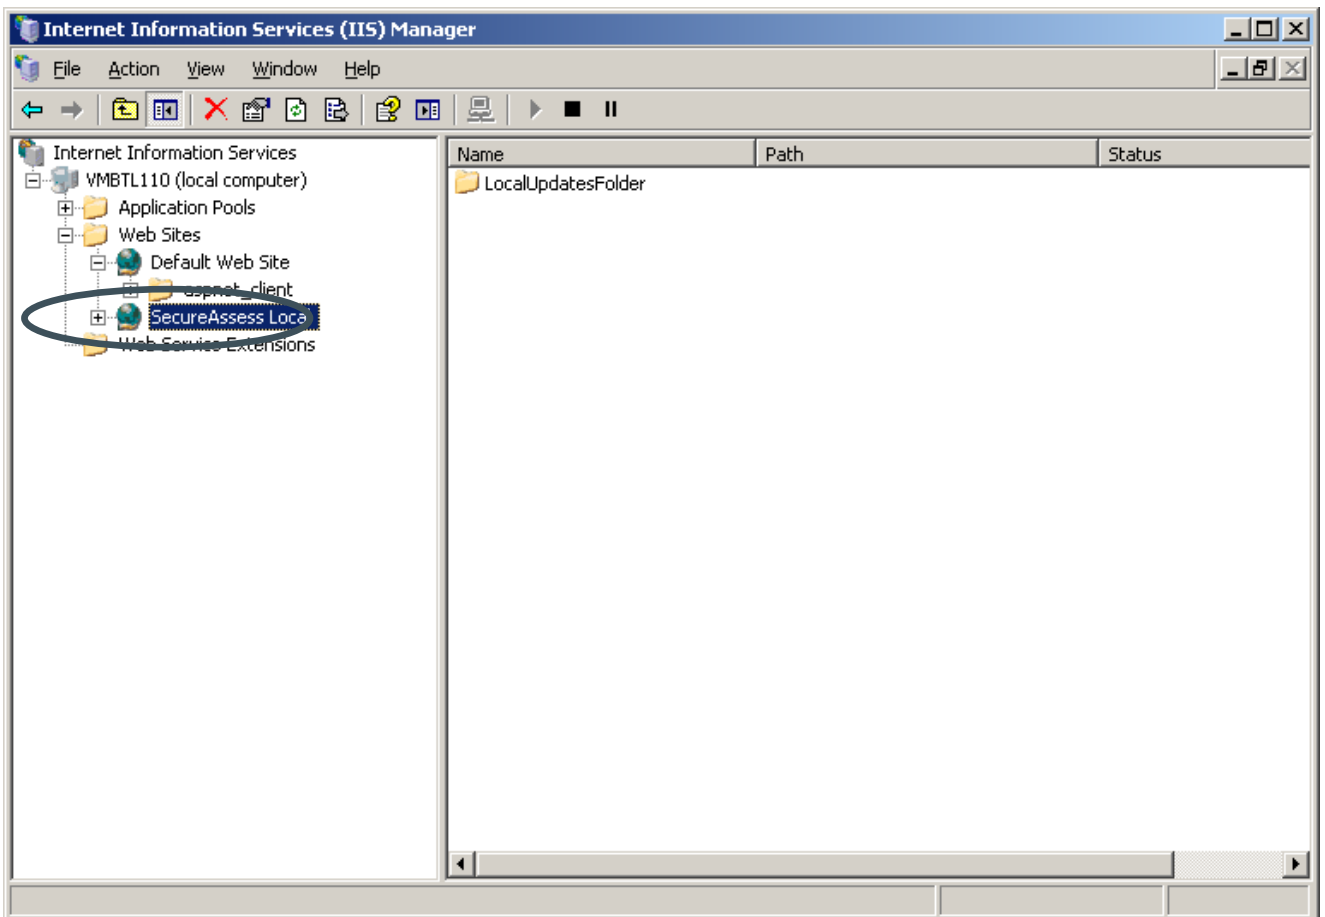 Internet Information Services (IIS) Manager
File Action View Window Help
Internet Information Services
VMBTL110 (local computer)
Application Pools
Web Sites
Default Web Site
aspnet_client
SecureAssess Local
Web Service Extensions
Name Path Status
LocalUpdatesFolder